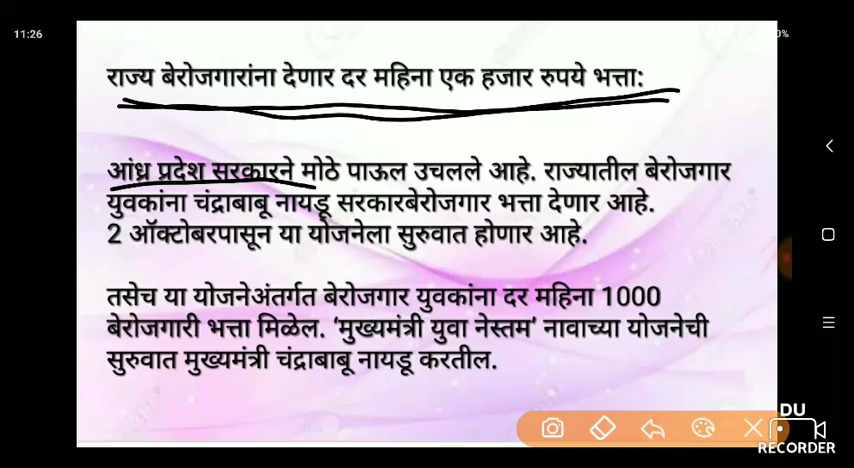 11:26
0%
राज्य बेरोजगारांना देणार दर महिना एक हजार रुपये भत्ता:
आंध्र प्रदेश सरकारने मोठे पाऊल उचलले आहे. राज्यातील बेरोजगार
युवकांना चंद्राबाबू नायडू सरकारबेरोजगार भत्ता देणार आहे.
2 ऑक्टोबरपासून या योजनेला सुरुवात होणार आहे.
तसेच या योजनेअंतर्गत बेरोजगार युवकांना दर महिना 1000
बेरोजगारी भत्ता मिळेल. ‘मुख्यमंत्री युवा नेस्तम’ नावाच्या योजनेची
सुरुवात मुख्यमंत्री चंद्राबाबू नायडू करतील.
DU
RECORDER